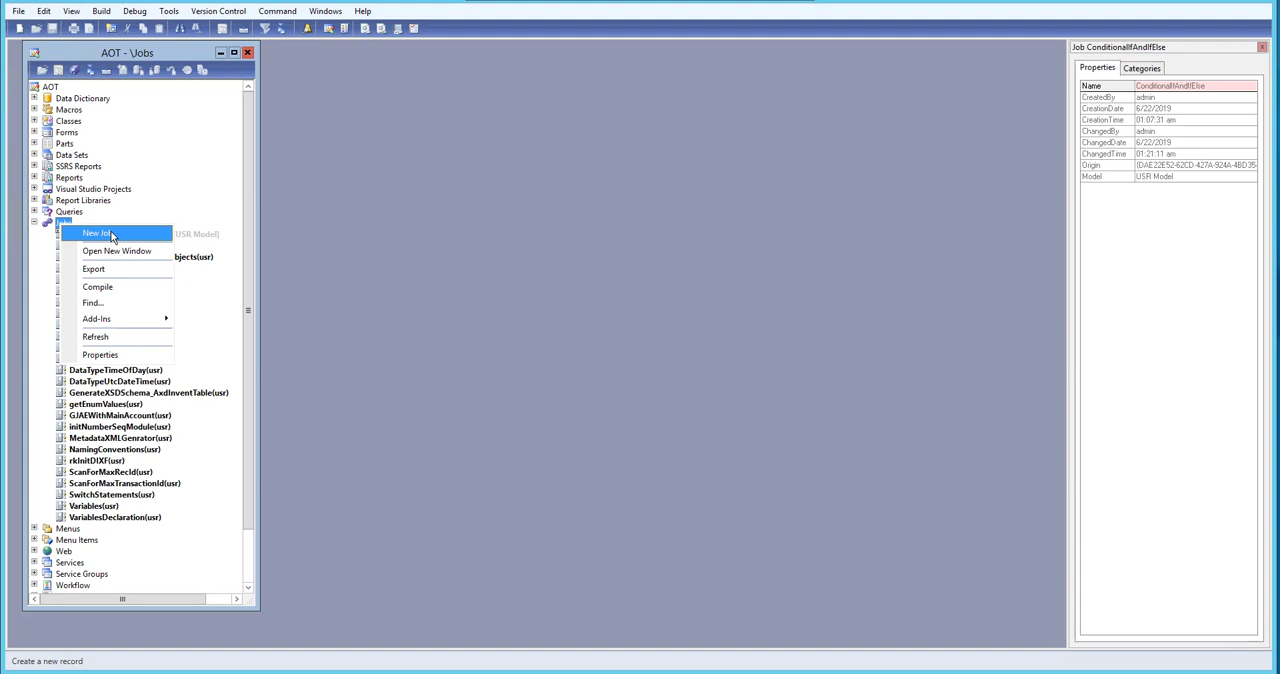 File Edit View Build Debug Tools Version Control Command Windows Help
AOT - \Jobs
AOT
Data Dictionary
Macros
Classes
Forms
Parts
Data Sets
SSRS Reports
Reports
Visual Studio Projects
Report Libraries
Queries
New Job
USR Model]
Open New Window
bjects(usr)
Export
Compile
Find...
Add-Ins
Refresh
Properties
DataTypeTimeOfDay(usr)
DataTypeUtcDateTime(usr)
GenerateXSDSchema_AxdInventTable(usr)
getEnumValues(usr)
GJAEWithMainAccount(usr)
initNumberSeqModule(usr)
MetadataXMLGenrator(usr)
NamingConventions(usr)
rkInitDIXF(usr)
ScanForMaxRecId(usr)
ScanForMaxTransactionId(usr)
SwitchStatements(usr)
Variables(usr)
VariablesDeclaration(usr)
Menus
Menu Items
Web
Services
Service Groups
Workflow
Job ConditionalIfAndIfElse
Properties Categories
Name ConditionalIfAndIfElse
CreatedBy admin
CreationDate 6/22/2019
CreationTime 01:07:31 am
ChangedBy admin
ChangedDate 6/22/2019
ChangedTime 01:21:11 am
Origin {DAE22E52-62CD-427A-924A-4BD35-
Model USR Model
Create a new record